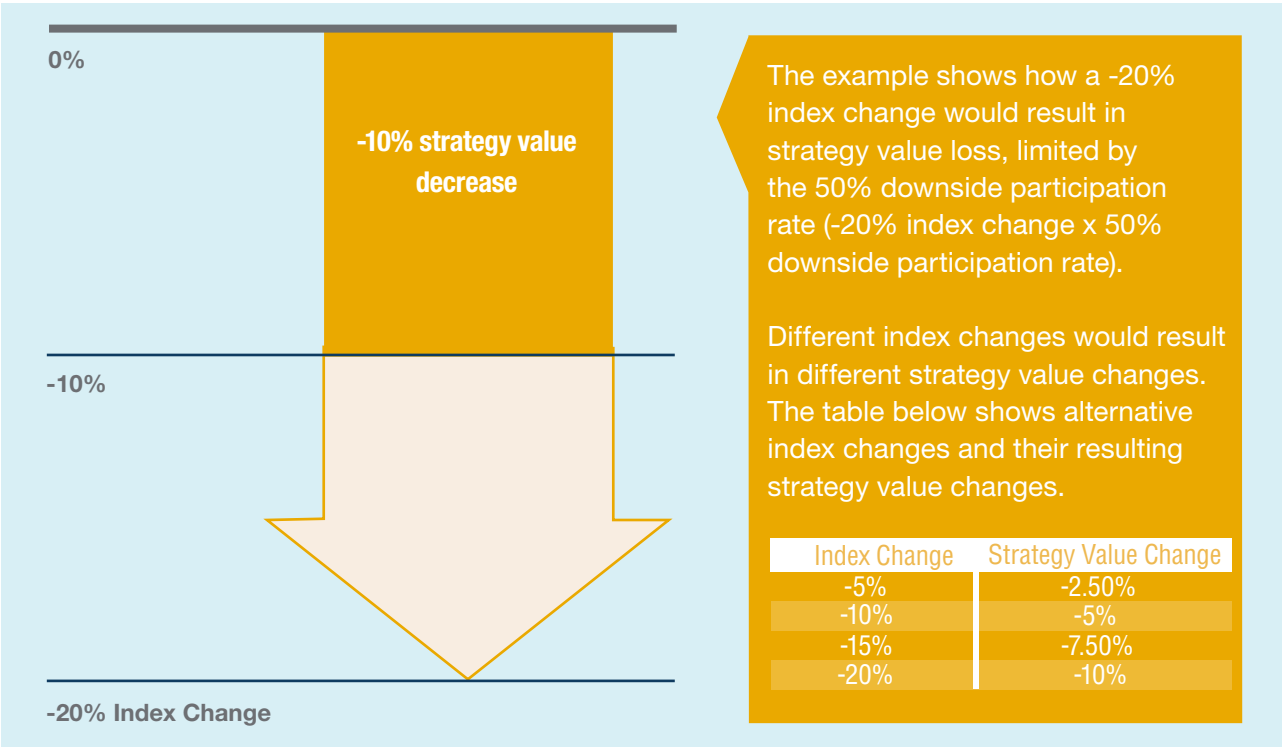 0%
-10% strategy value
decrease
-10%
-20% Index Change
The example shows how a -20%
index change would result in
strategy value loss, limited by
the 50% downside participation
rate (-20% index change x 50%
downside participation rate).
Different index changes would result
in different strategy value changes.
The table below shows alternative
index changes and their resulting
strategy value changes.
Index Change Strategy Value Change
-5% -2.50%
-10% -5%
-15% -7.50%
-20% -10%